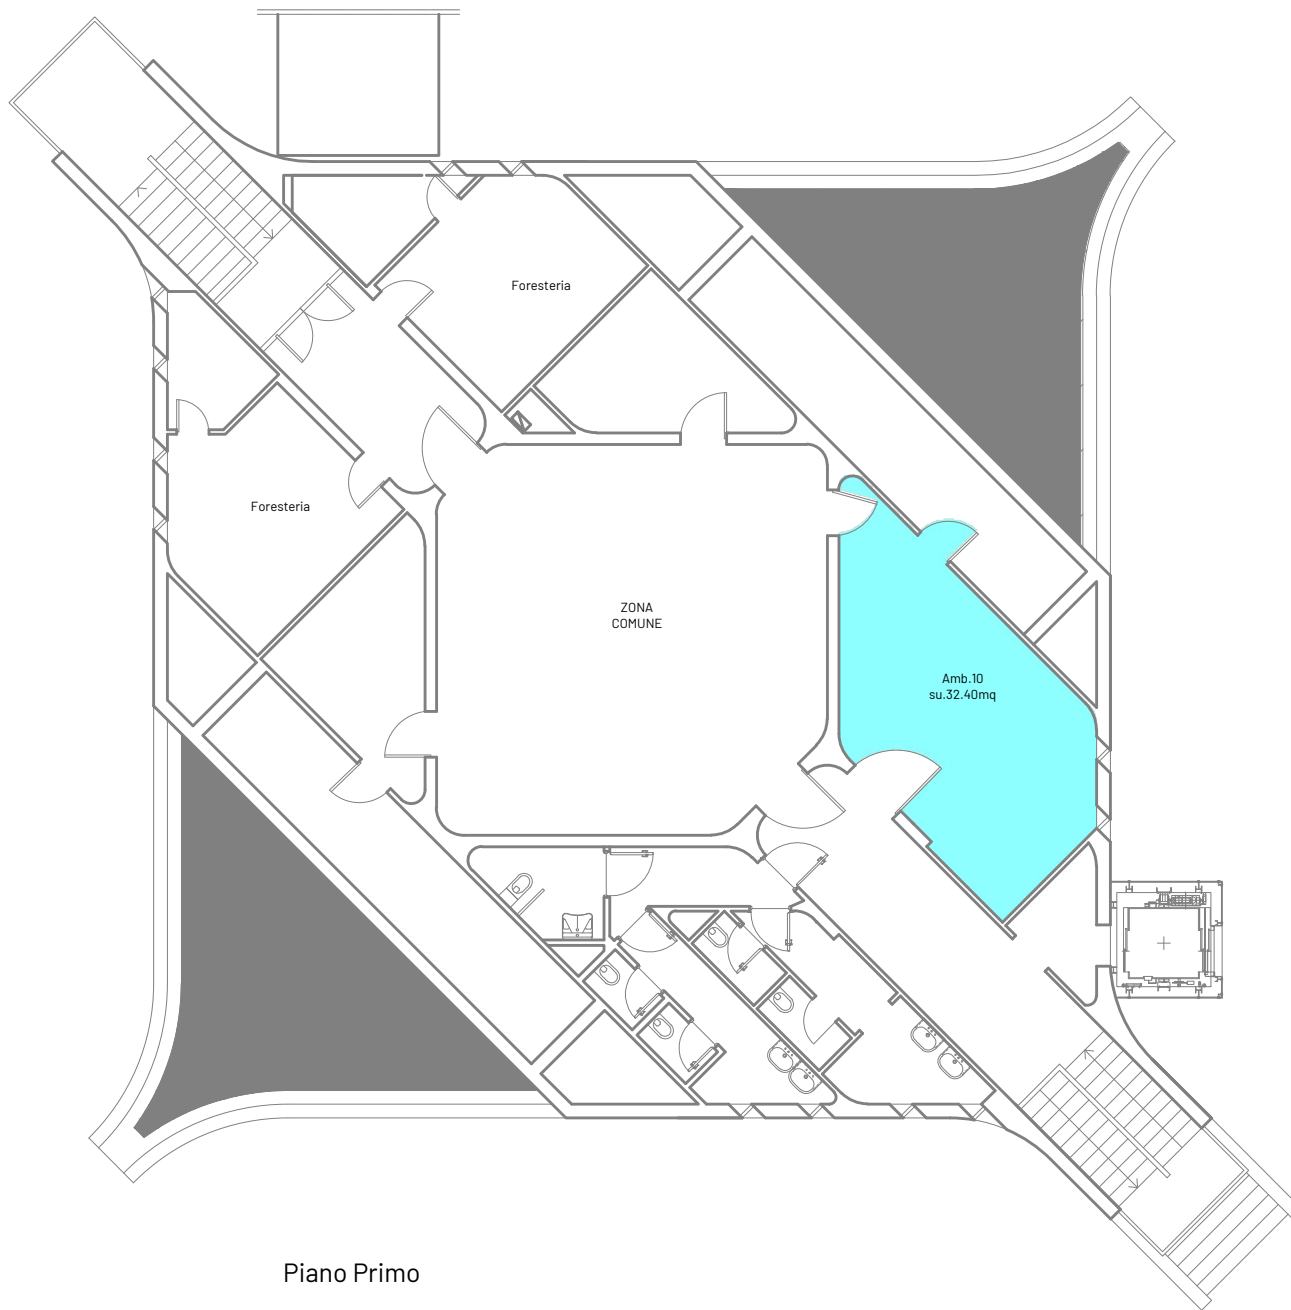 Foresteria
Foresteria
ZONA
COMUNE
Amb.10
su.32.40mq
Piano Primo